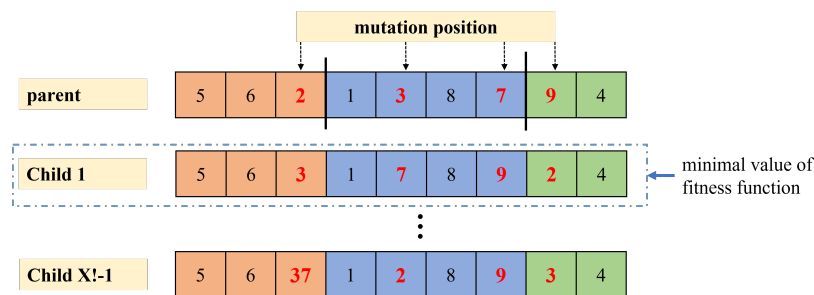 mutation position
parent 5 6 2 1 3 8 7 9 4
Child 1 5 6 3 1 7 8 9 2 4
minimal value of
fitness function
Child X!-1 5 6 37 1 2 8 9 3 4